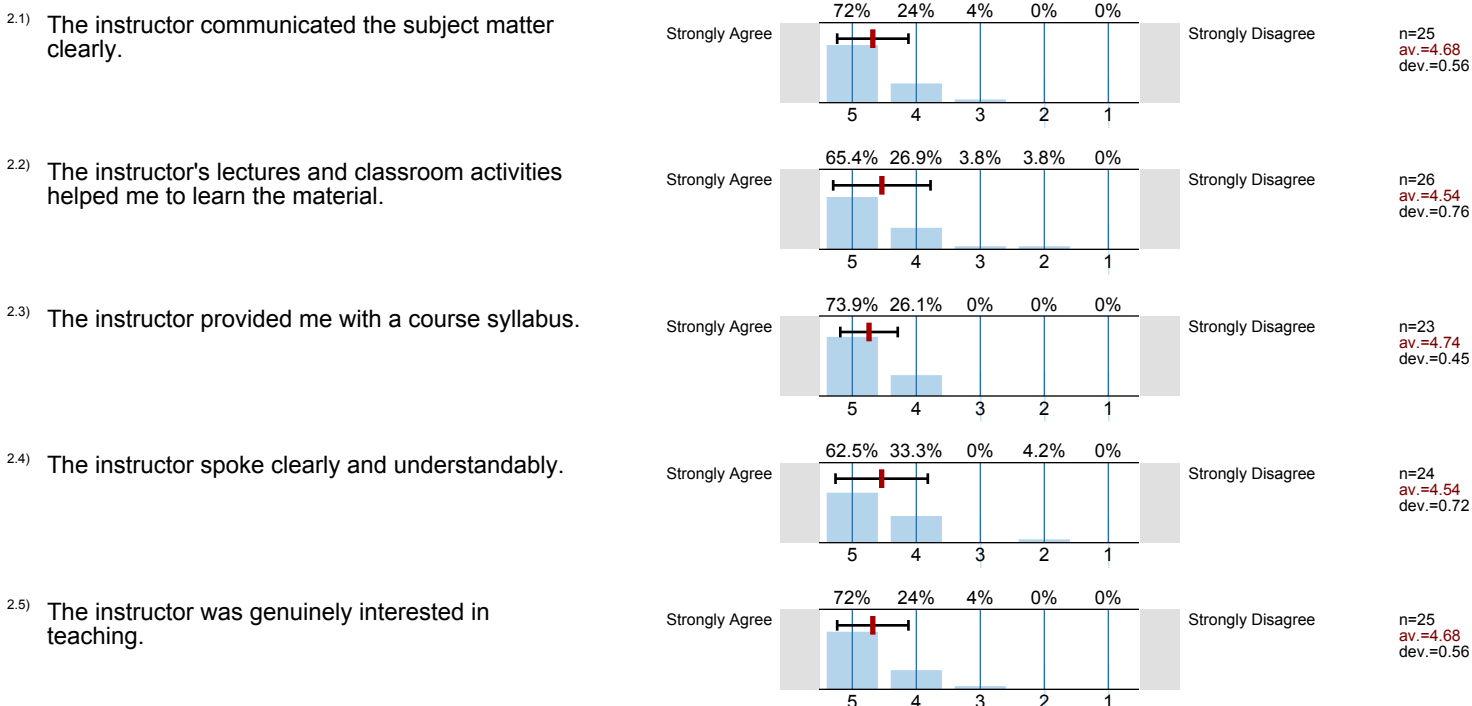 2.1) The instructor communicated the subject matter
clearly.
72% 24% 4% 0% 0%
Strongly Agree Strongly Disagree
n=25
av.=4.68
dev.=0.56
5 4 3 2 1
2.2) The instructor's lectures and classroom activities
helped me to learn the material.
65.4% 26.9% 3.8% 3.8% 0%
Strongly Agree Strongly Disagree
n=26
av.=4.54
dev.=0.76
5 4 3 2 1
2.3) The instructor provided me with a course syllabus.
73.9% 26.1% 0% 0% 0%
Strongly Agree Strongly Disagree
n=23
av.=4.74
dev.=0.45
5 4 3 2 1
2.4) The instructor spoke clearly and understandably.
62.5% 33.3% 0% 4.2% 0%
Strongly Agree Strongly Disagree
n=24
av.=4.54
dev.=0.72
5 4 3 2 1
2.5) The instructor was genuinely interested in
teaching.
72% 24% 4% 0% 0%
Strongly Agree Strongly Disagree
n=25
av.=4.68
dev.=0.56
5 4 3 2 1